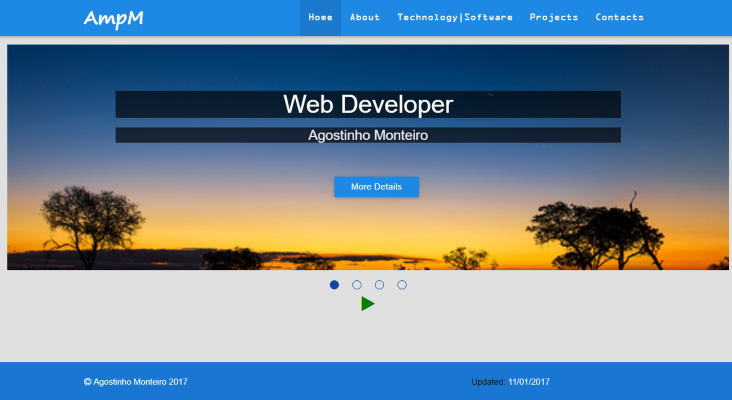 AmpM
Home About Technology|Software Projects Contacts
Web Developer
Agostinho Monteiro
More Details
© Agostinho Monteiro 2017
Updated: 11/01/2017